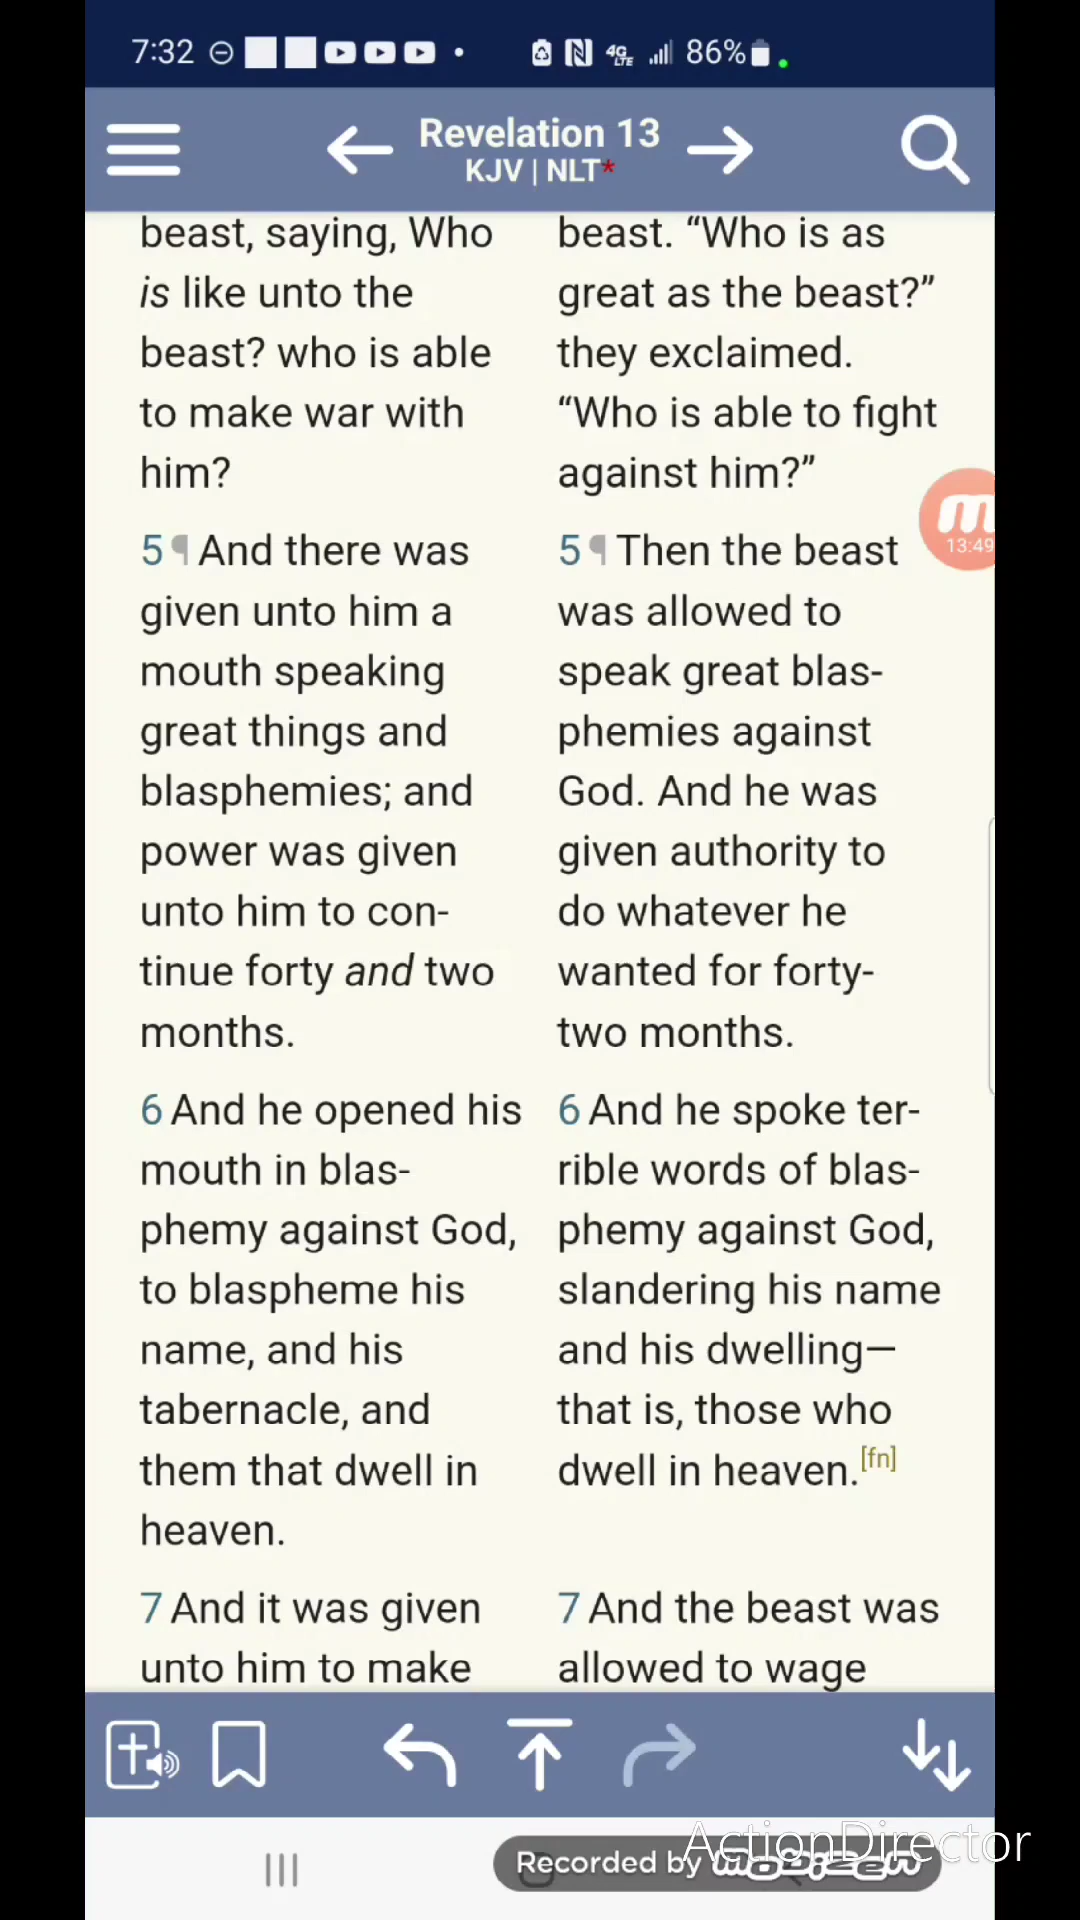 7:32
4G LTE
86%
Revelation 13
KJV | NLT*
beast, saying, Who
is like unto the
beast? who is able
to make war with
him?
5 ¶ And there was
given unto him a
mouth speaking
great things and
blasphemies; and
power was given
unto him to con-
tinue forty and two
months.
6 And he opened his
mouth in blas-
phemy against God,
to blaspheme his
name, and his
tabernacle, and
them that dwell in
heaven.
7 And it was given
unto him to make
beast. “Who is as
great as the beast?”
they exclaimed.
“Who is able to fight
against him?”
5 ¶ Then the beast
was allowed to
speak great blas-
phemies against
God. And he was
given authority to
do whatever he
wanted for forty-
two months.
6 And he spoke ter-
rible words of blas-
phemy against God,
slandering his name
and his dwelling—
that is, those who
dwell in heaven.[fn]
7 And the beast was
allowed to wage
m
13:49
ActionDirector
Recorded by mobizen